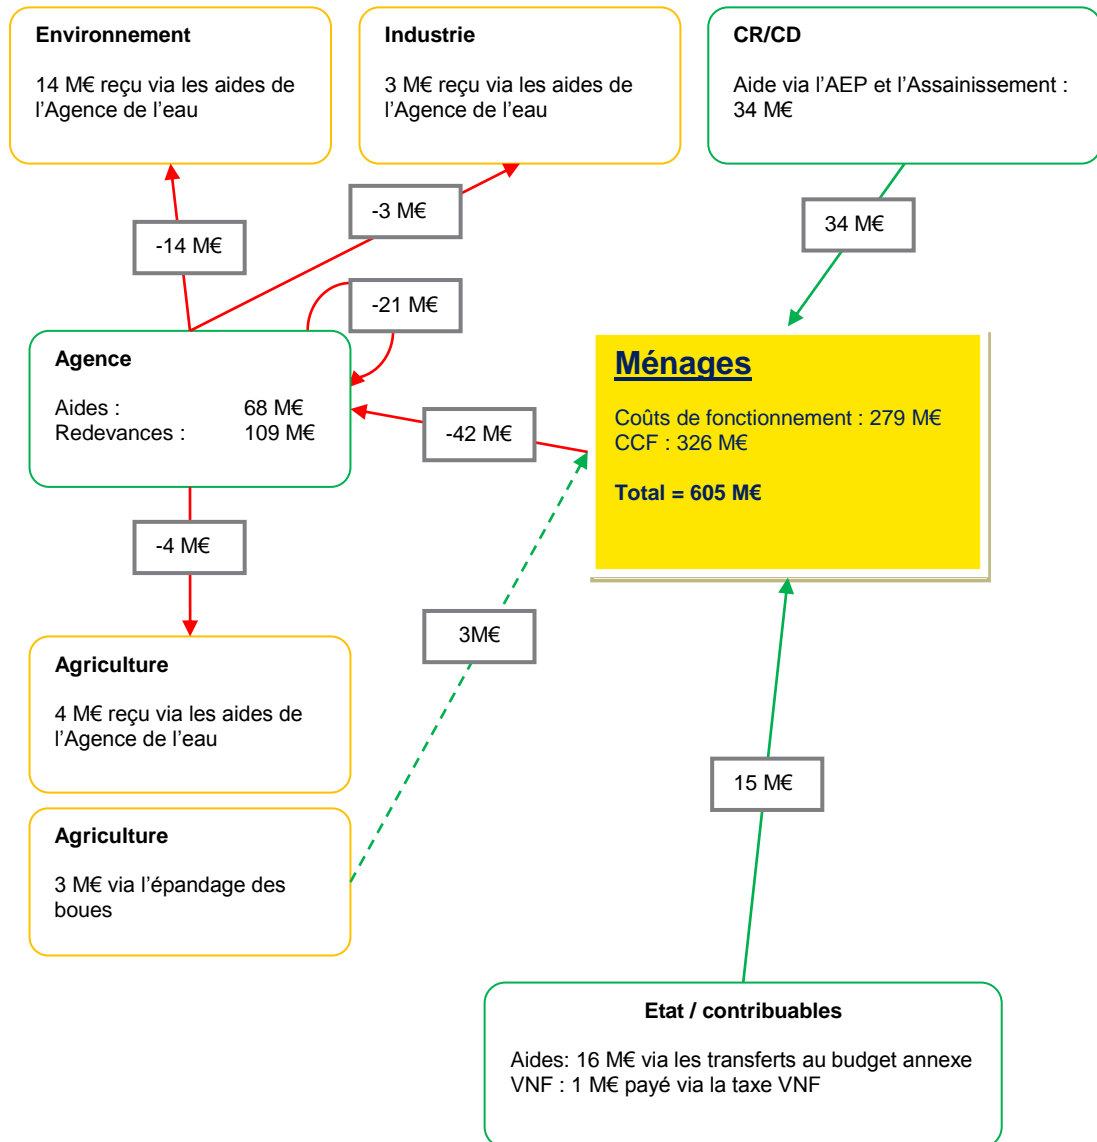 Environnement
14 M€ reçu via les aides de
l’Agence de l’eau
Industrie
3 M€ reçu via les aides de
l’Agence de l’eau
CR/CD
Aide via l’AEP et l’Assainissement :
34 M€
-3 M€
34 M€
-14 M€
-21 M€
Agence
Aides : 68 M€
Redevances : 109 M€
-42 M€
Ménages
Coûts de fonctionnement : 279 M€
CCF : 326 M€
Total = 605 M€
-4 M€
3M€
Agriculture
4 M€ reçu via les aides de
l’Agence de l’eau
15 M€
Agriculture
3 M€ via l’épandage des
boues
Etat / contribuables
Aides: 16 M€ via les transferts au budget annexe
VNF : 1 M€ payé via la taxe VNF